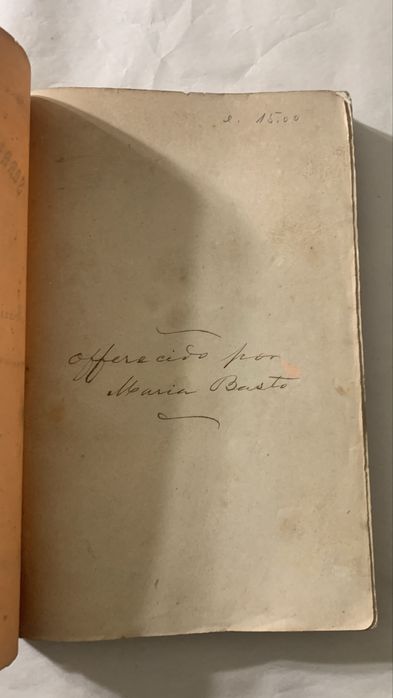 e. 15.00
Offerecido por
Maria Basto